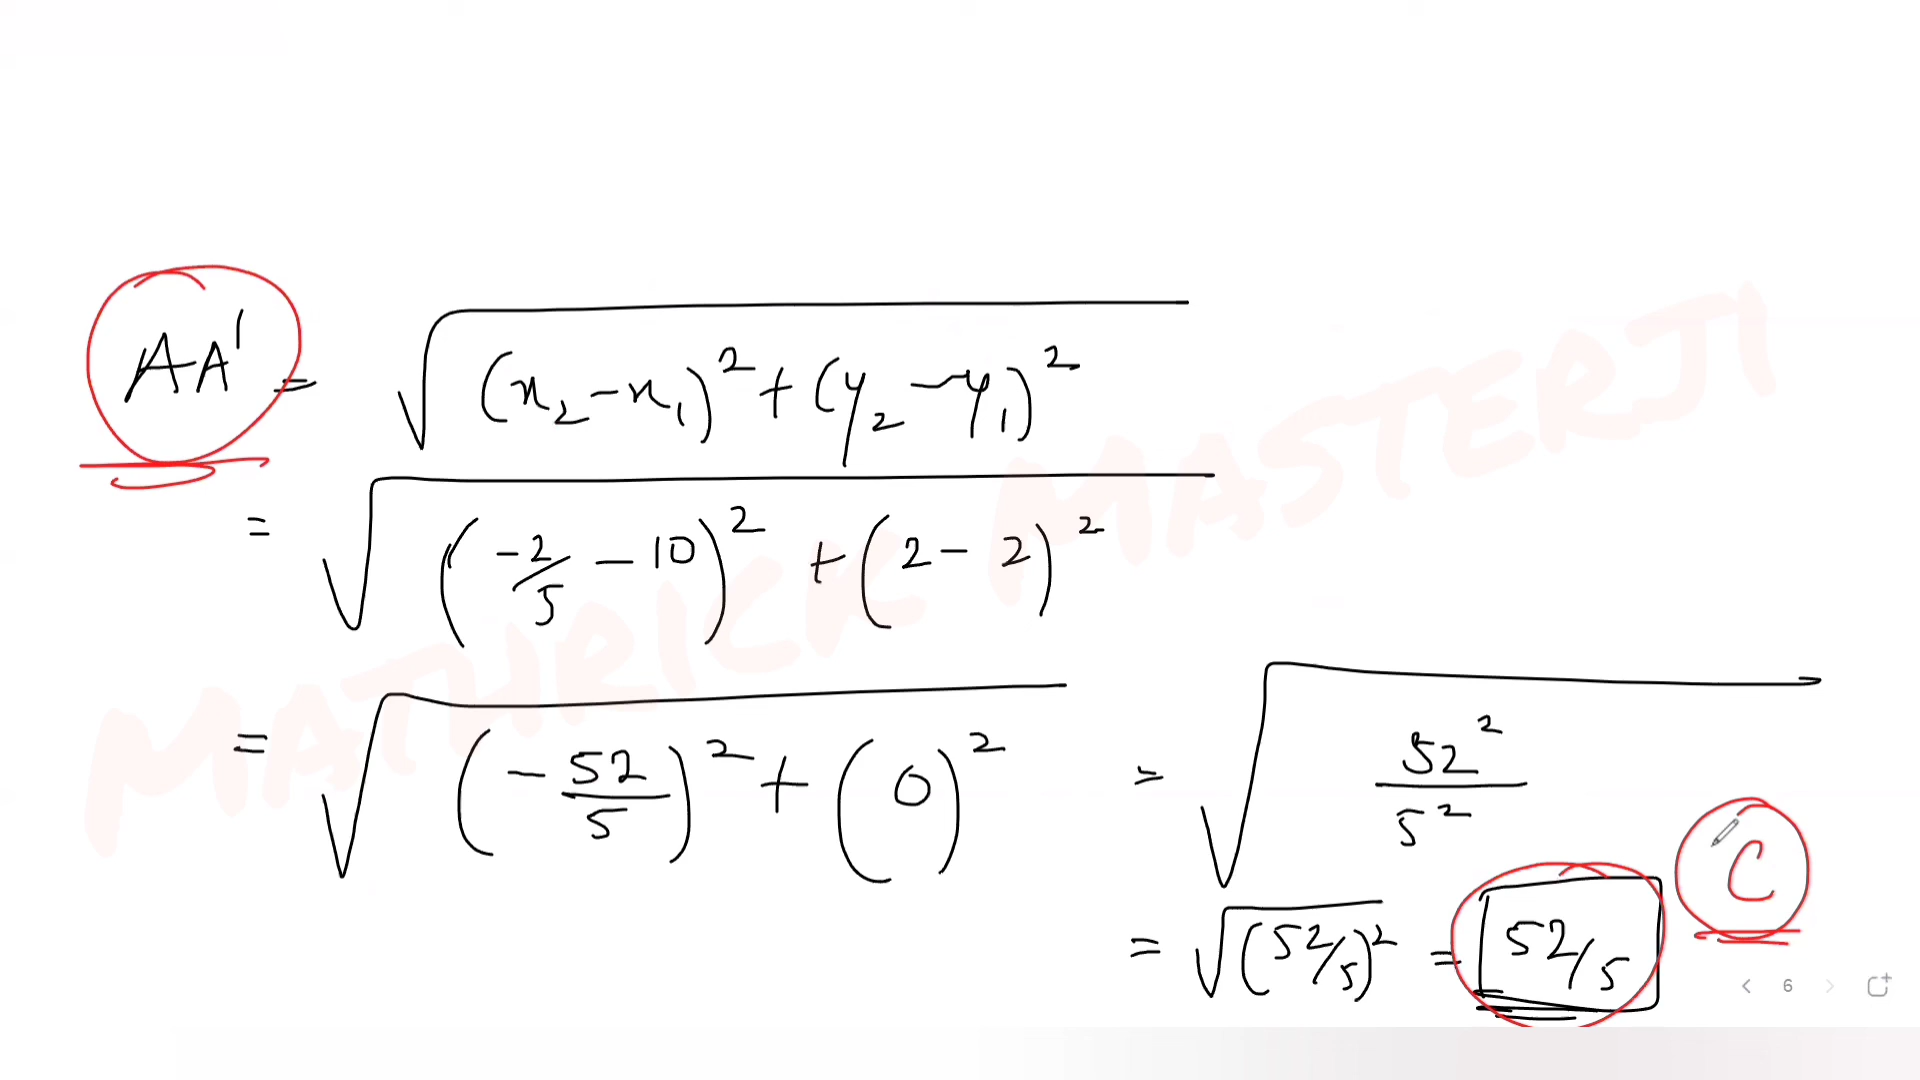 AA' = √(x₂-x₁)² + (y₂-y₁)²
= √(-2/5 - 10)² + (2 - 2)²
= √(-52/5)² + (0)² = √52²/5²
= √(52/5)² = 52/5
C
MATHRICK MASTERJI
6